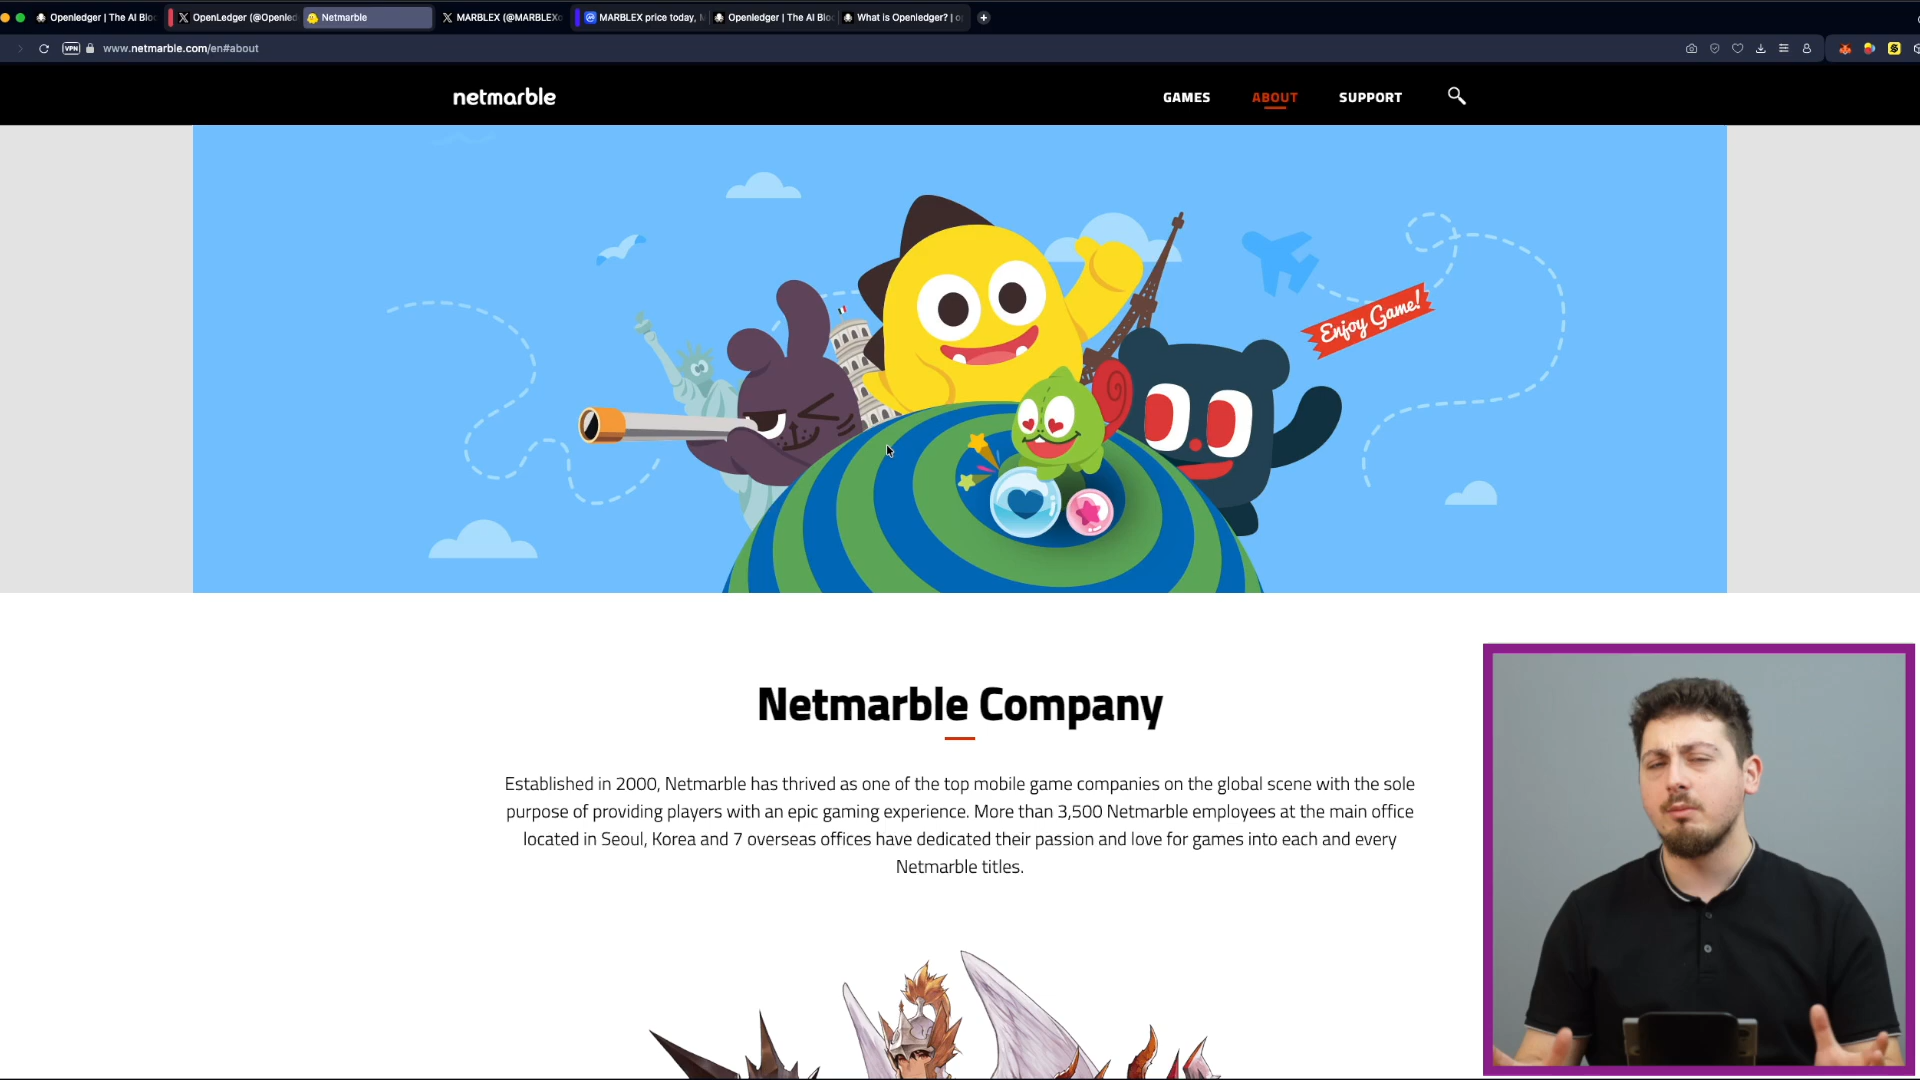 Openledger | The AI Bloc
OpenLedger (@Openled
Netmarble
MARBLEX (@MARBLEXo
MARBLEX price today, M
Openledger | The AI Bloc
What is Openledger? | o
VPN
www.netmarble.com/en#about
netmarble
GAMES
ABOUT
SUPPORT
Enjoy Game!
Netmarble Company
Established in 2000, Netmarble has thrived as one of the top mobile game companies on the global scene with the sole
purpose of providing players with an epic gaming experience. More than 3,500 Netmarble employees at the main office
located in Seoul, Korea and 7 overseas offices have dedicated their passion and love for games into each and every
Netmarble titles.